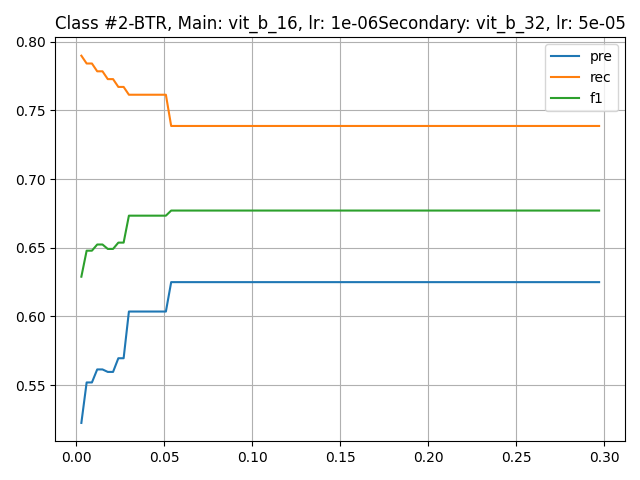 Class #2-BTR, Main: vit_b_16, lr: 1e-06Secondary: vit_b_32, lr: 5e-05
0.80
0.75
0.70
0.65
0.60
0.55
pre
rec
f1
0.00 0.05 0.10 0.15 0.20 0.25 0.30